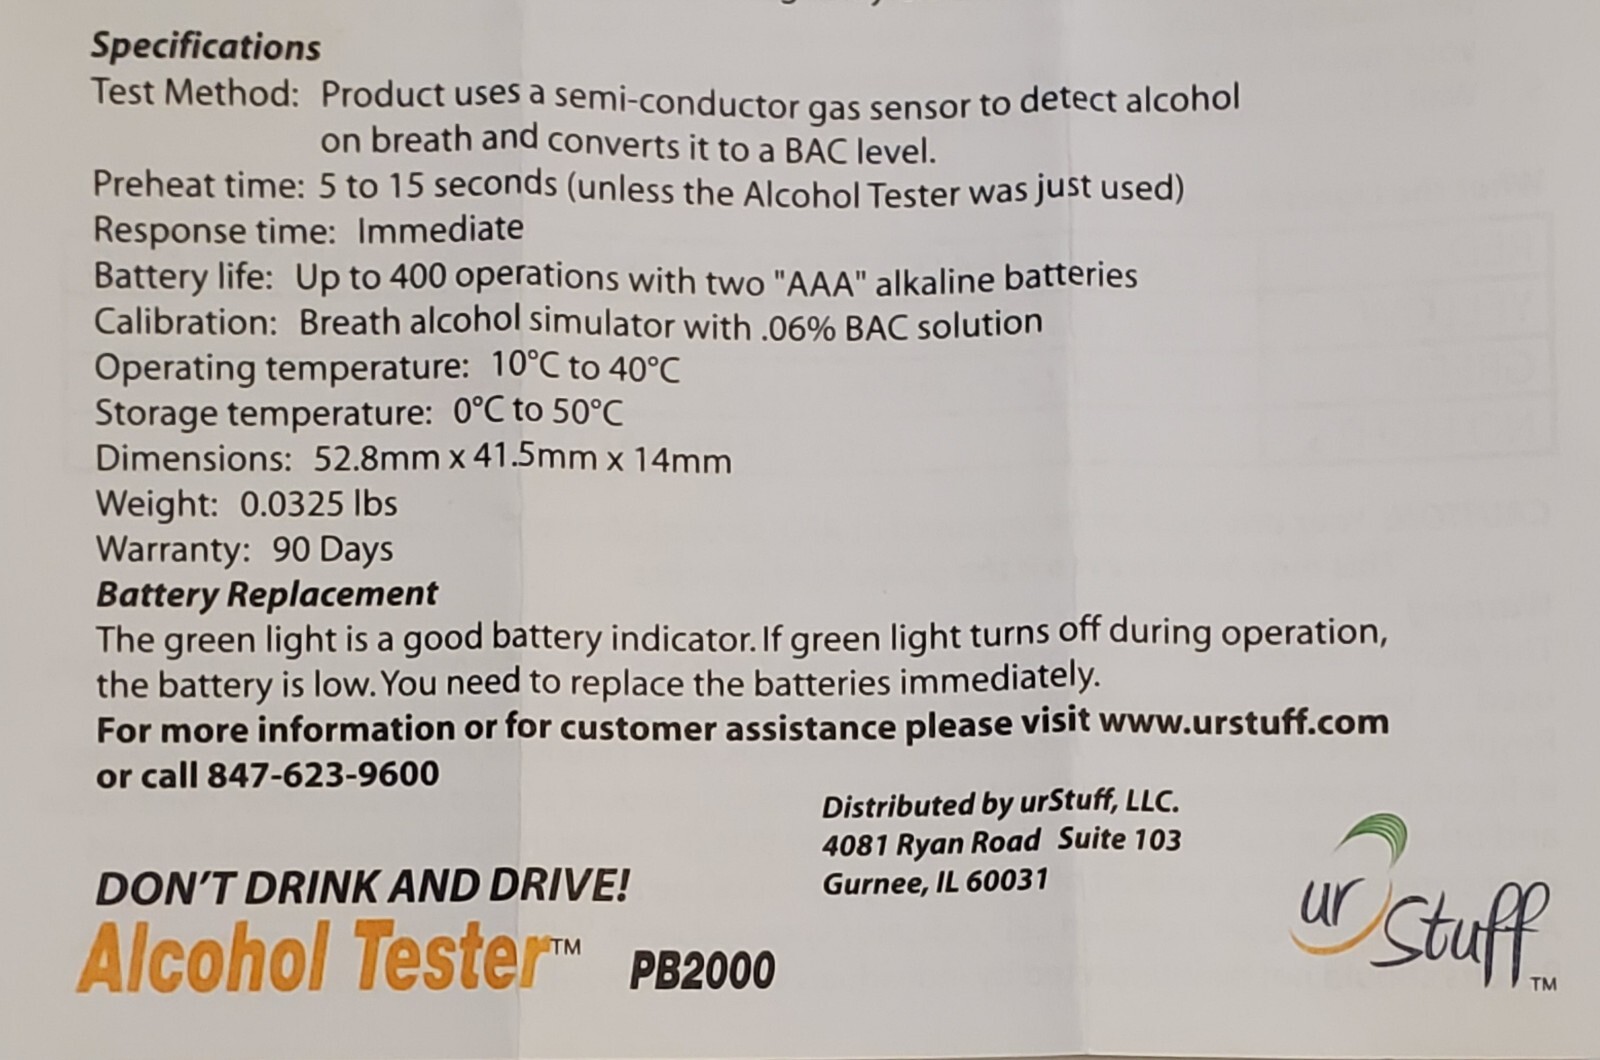 Specifications
Test Method: Product uses a semi-conductor gas sensor to detect alcohol
on breath and converts it to a BAC level.
Preheat time: 5 to 15 seconds (unless the Alcohol Tester was just used)
Response time: Immediate
Battery life: Up to 400 operations with two "AAA" alkaline batteries
Calibration: Breath alcohol simulator with .06% BAC solution
Operating temperature: 10°C to 40°C
Storage temperature: 0°C to 50°C
Dimensions: 52.8mm x 41.5mm x 14mm
Weight: 0.0325 lbs
Warranty: 90 Days
Battery Replacement
The green light is a good battery indicator. If green light turns off during operation,
the battery is low. You need to replace the batteries immediately.
For more information or for customer assistance please visit www.urstuff.com
or call 847-623-9600
Distributed by urStuff, LLC.
4081 Ryan Road Suite 103
Gurnee, IL 60031
DON'T DRINK AND DRIVE!
Alcohol Tester™ PB2000
ur Stuff™